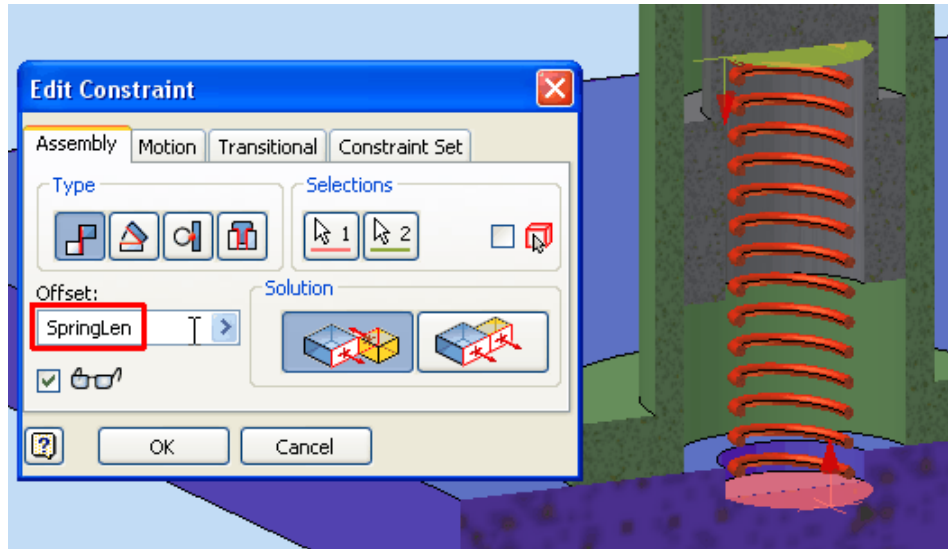 Edit Constraint
Assembly Motion Transitional Constraint Set
Type
Selections
1 2
Offset:
Solution
SpringLen
OK Cancel